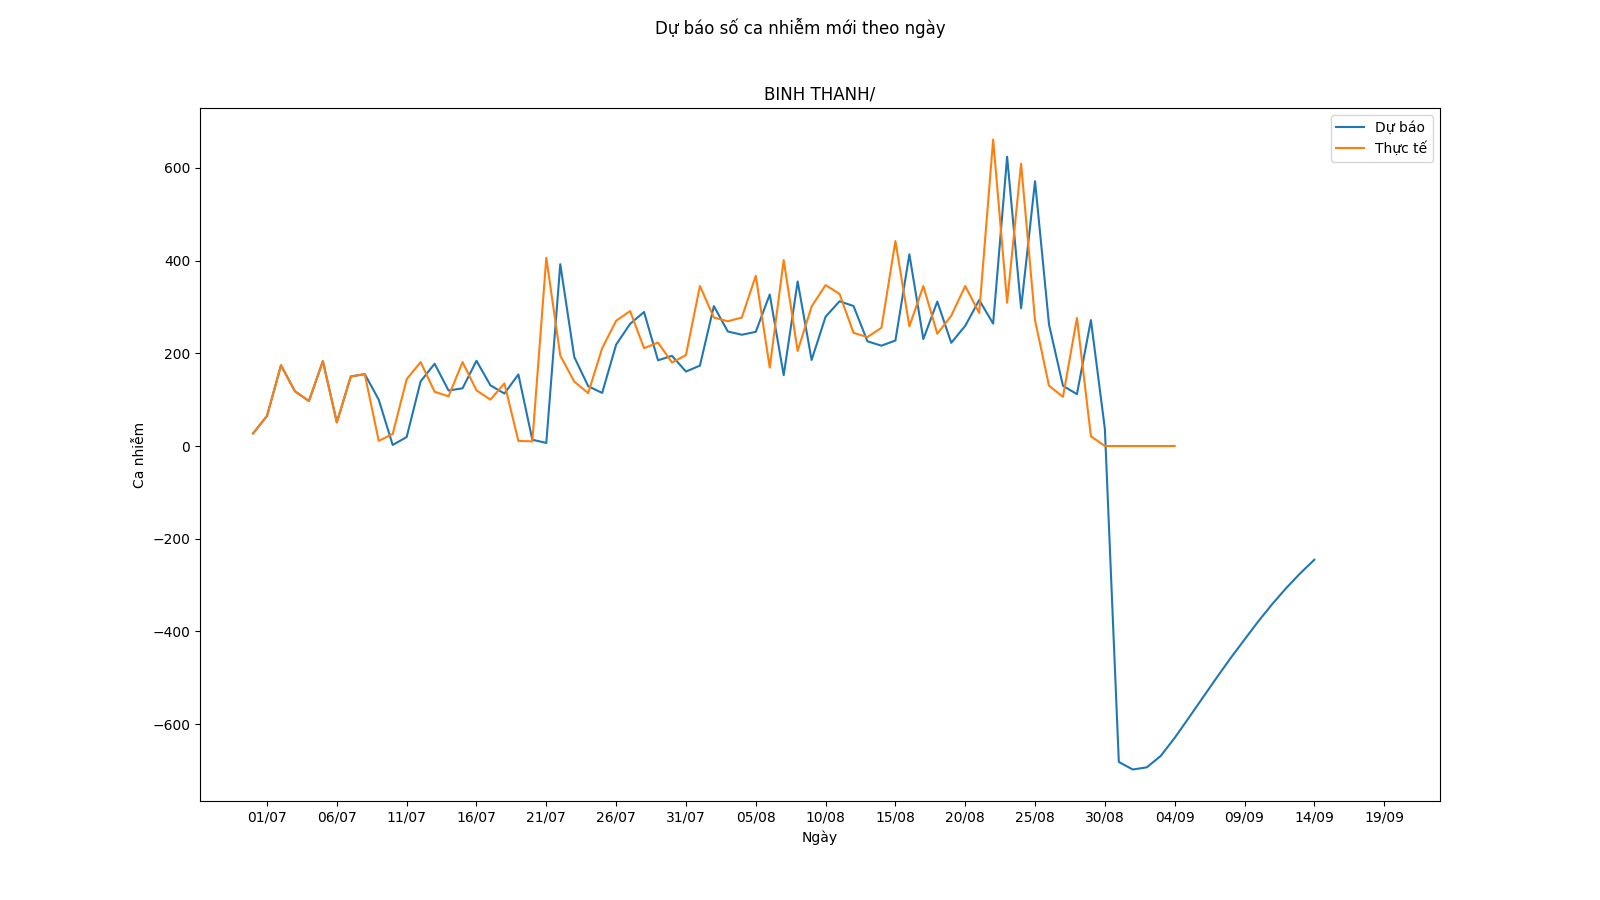 Dự báo số ca nhiễm mới theo ngày
BINH THANH/
Dự báo
Thực tế
600
400
200
0
−200
−400
−600
Ca nhiễm
01/07 06/07 11/07 16/07 21/07 26/07 31/07 05/08 10/08 15/08 20/08 25/08 30/08 04/09 09/09 14/09 19/09
Ngày